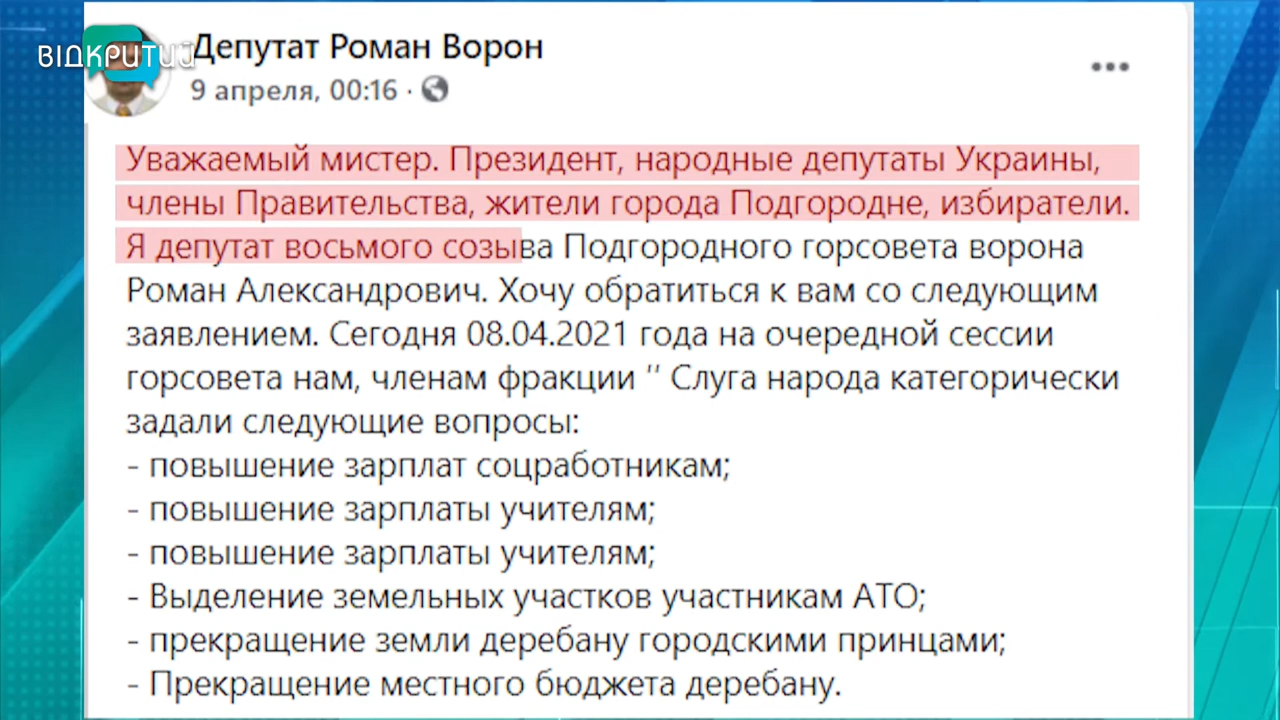 ВІДКРИТИЙ
Депутат Роман Ворон
9 апреля, 00:16 ·
Уважаемый мистер. Президент, народные депутаты Украины,
члены Правительства, жители города Подгородне, избиратели.
Я депутат восьмого созыва Подгородного горсовета ворона
Роман Александрович. Хочу обратиться к вам со следующим
заявлением. Сегодня 08.04.2021 года на очередной сессии
горсовета нам, членам фракции ′′ Слуга народа категорически
задали следующие вопросы:
- повышение зарплат соцработникам;
- повышение зарплаты учителям;
- повышение зарплаты учителям;
- Выделение земельных участков участникам АТО;
- прекращение земли деребану городскими принцами;
- Прекращение местного бюджета деребану.